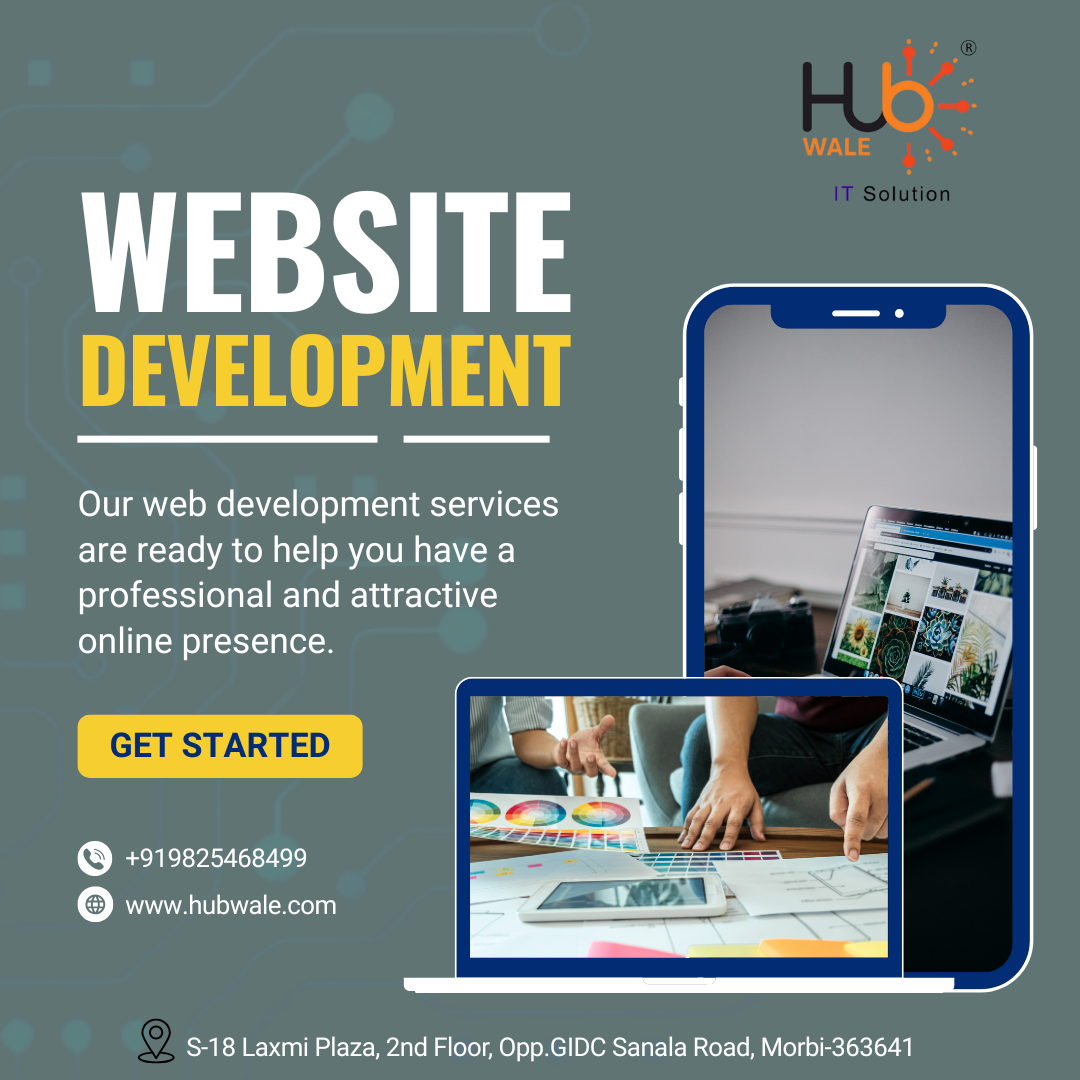 HUb
®
WALE
IT Solution
WEBSITE
DEVELOPMENT
Our web development services
are ready to help you have a
professional and attractive
online presence.
GET STARTED
+919825468499
www.hubwale.com
S-18 Laxmi Plaza, 2nd Floor, Opp.GIDC Sanala Road, Morbi-363641